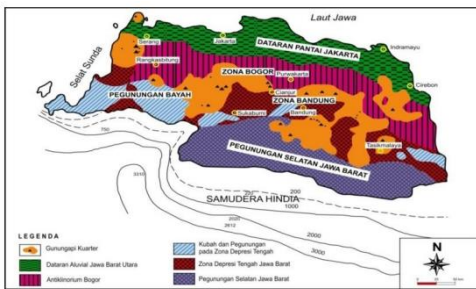 Laut Jawa
Selat Sunda
Serang
Jakarta
DATARAN PANTAI JAKARTA
Indramayu
Rangkasbitung
ZONA BOGOR
Purwakarta
Cirebon
PEGUNUNGAN BAYAH
Cianjur
ZONA BANDUNG
Sukabumi
Bandung
Tasikmalaya
PEGUNUNGAN SELATAN JAWA BARAT
750
3310
200
200
SAMUDERA HINDIA
1000
2000
3000
LEGENDA
Gunungapi Kuarter
Dataran Aluvial Jawa Barat Utara
Antiklinorium Bogor
Kubah dan Pegunungan
pada Zona Depresi Tengah
Zona Depresi Tengah Jawa Barat
Pegunungan Selatan Jawa Barat
N